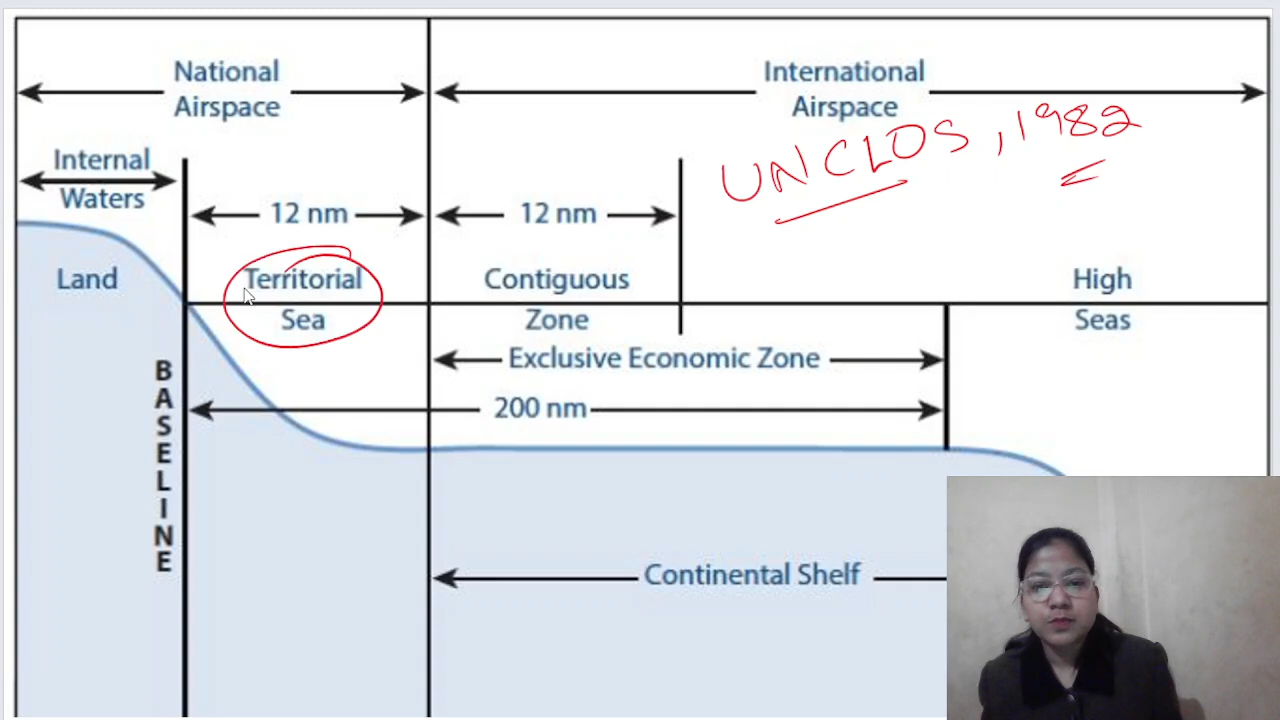 National
Airspace
International
Airspace
UNCLOS, 1982
Internal
Waters
12 nm
12 nm
Land
Territorial
Sea
Contiguous
Zone
High
Seas
Exclusive Economic Zone
200 nm
BASELINE
Continental Shelf